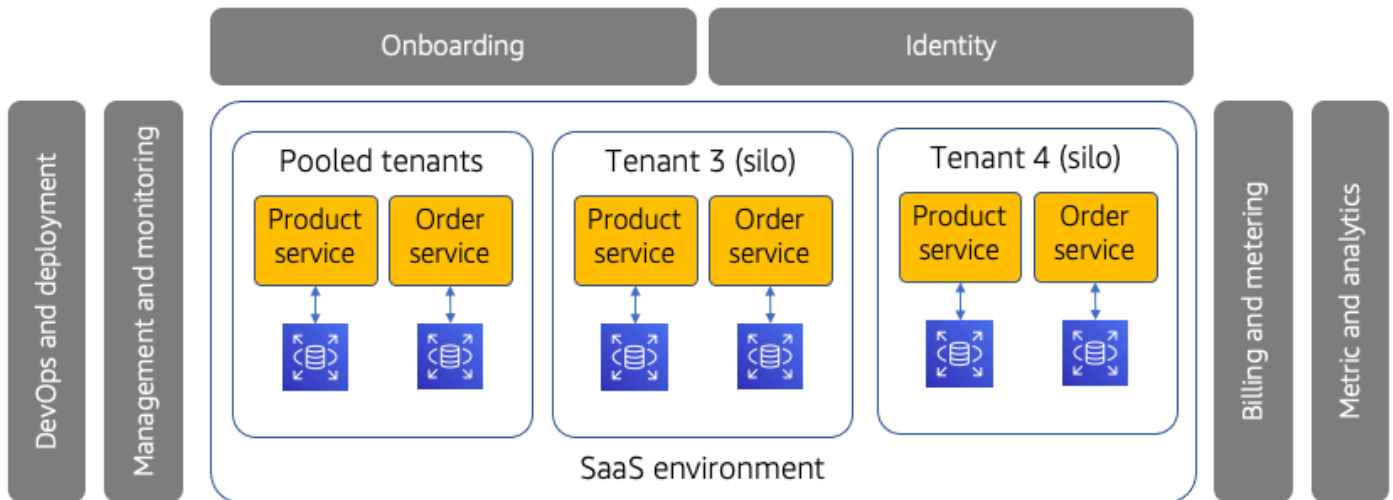 Onboarding
Identity
DevOps and deployment
Management and monitoring
Pooled tenants
Product
service
Order
service
Tenant 3 (silo)
Product
service
Order
service
Tenant 4 (silo)
Product
service
Order
service
SaaS environment
Billing and metering
Metric and analytics